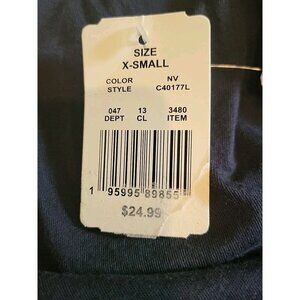 SIZE
X-SMALL
COLOR NV
STYLE C40177L
047 13 3480
DEPT CL ITEM
1 95995 89855
$24.99